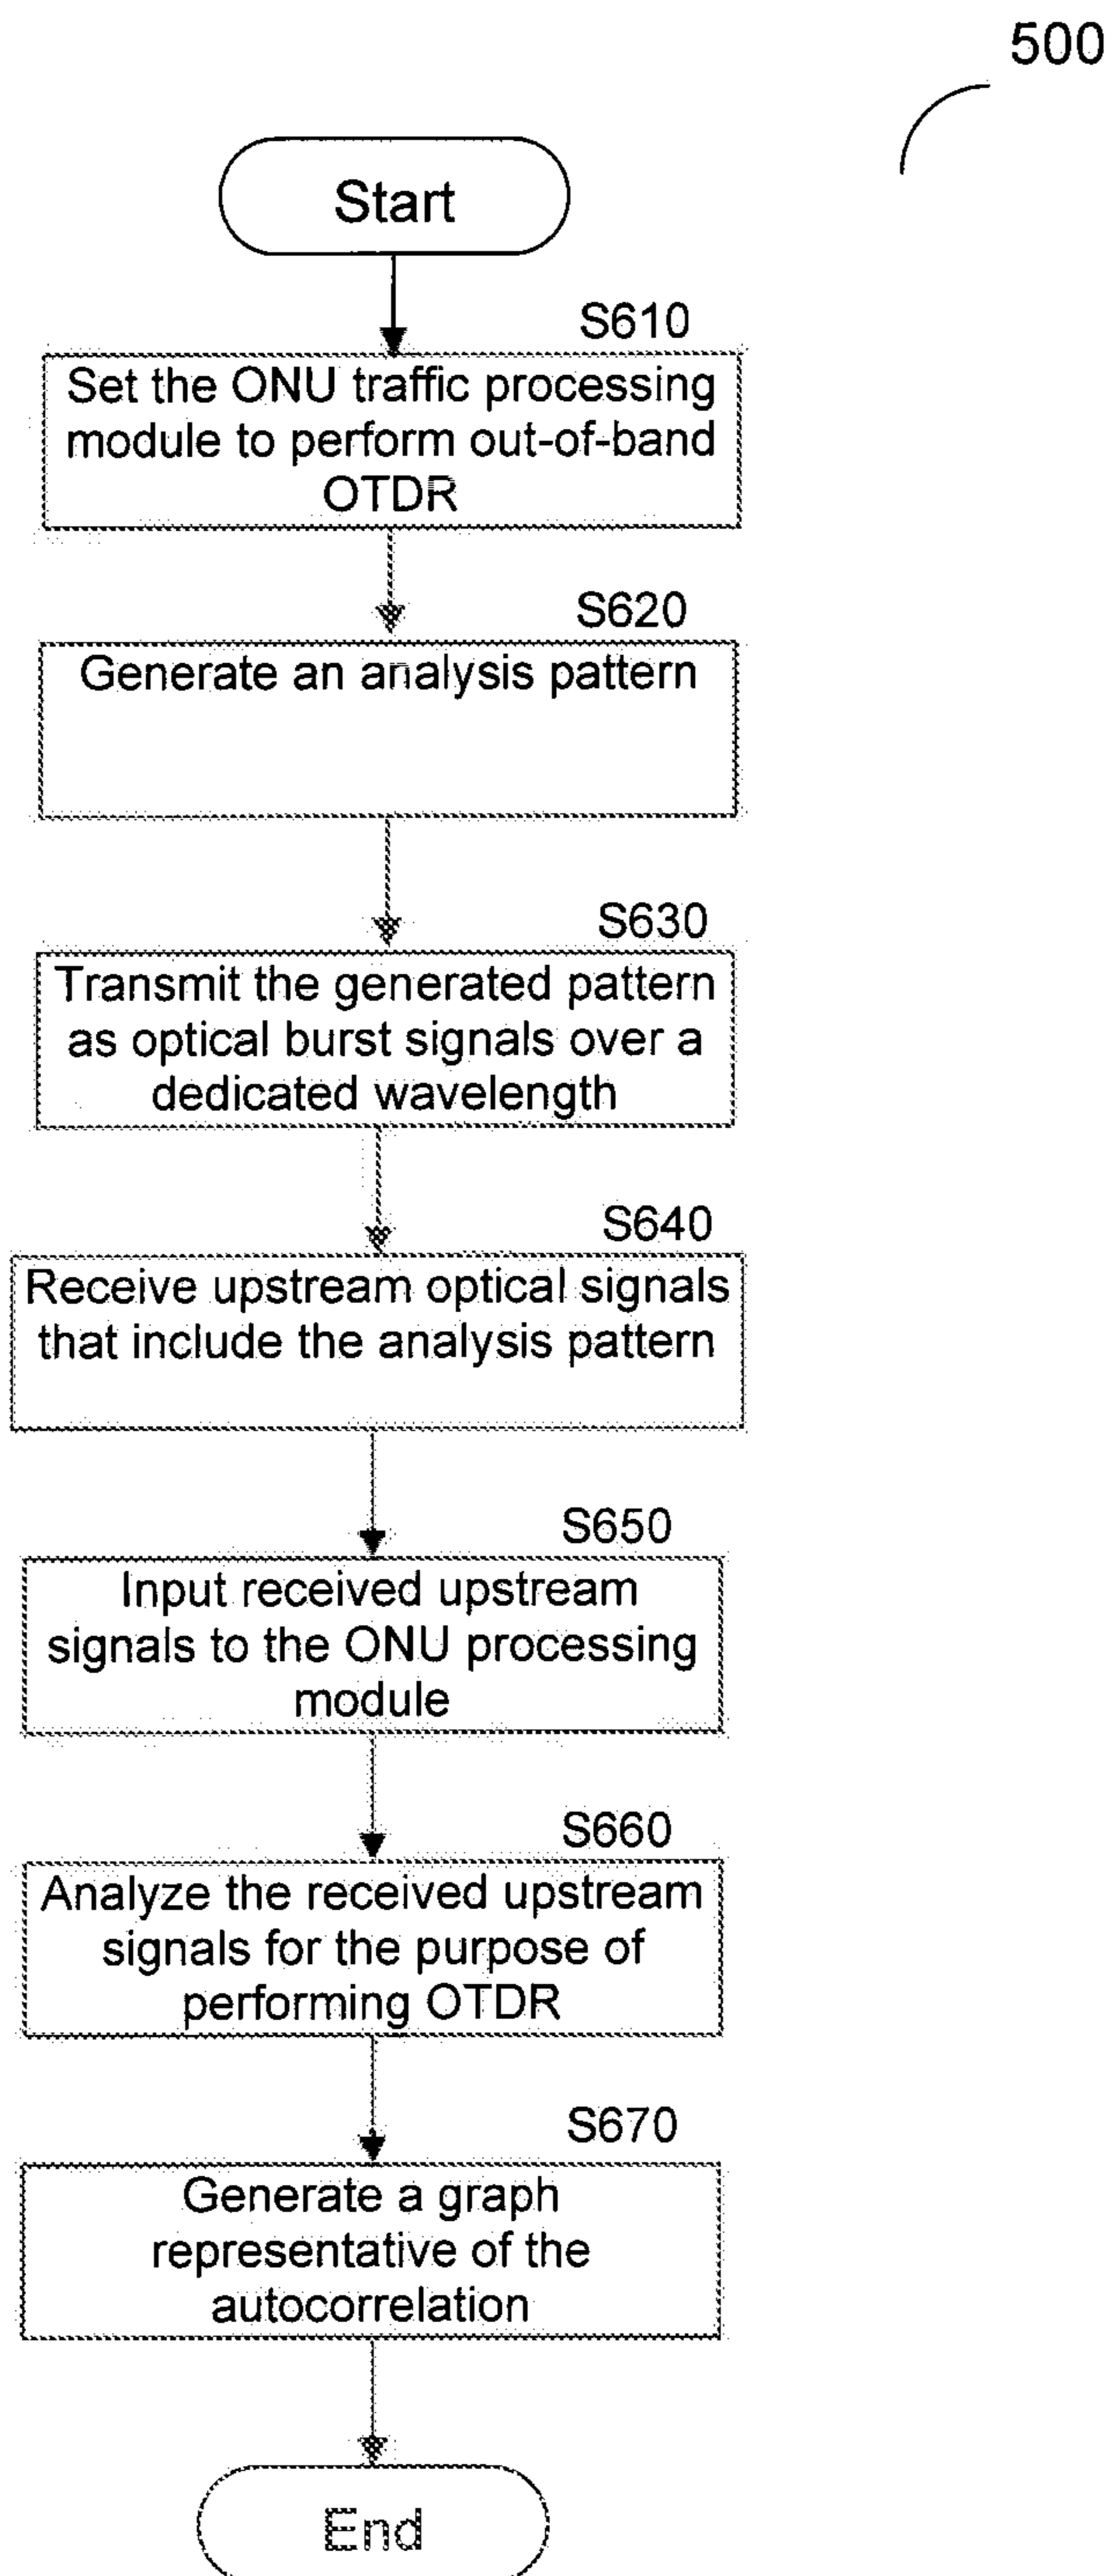 500
Start
S610
Set the ONU traffic processing
module to perform out-of-band
OTDR
S620
Generate an analysis pattern
S630
Transmit the generated pattern
as optical burst signals over a
dedicated wavelength
S640
Receive upstream optical signals
that include the analysis pattern
S650
Input received upstream
signals to the ONU processing
module
S660
Analyze the received upstream
signals for the purpose of
performing OTDR
S670
Generate a graph
representative of the
autocorrelation
End